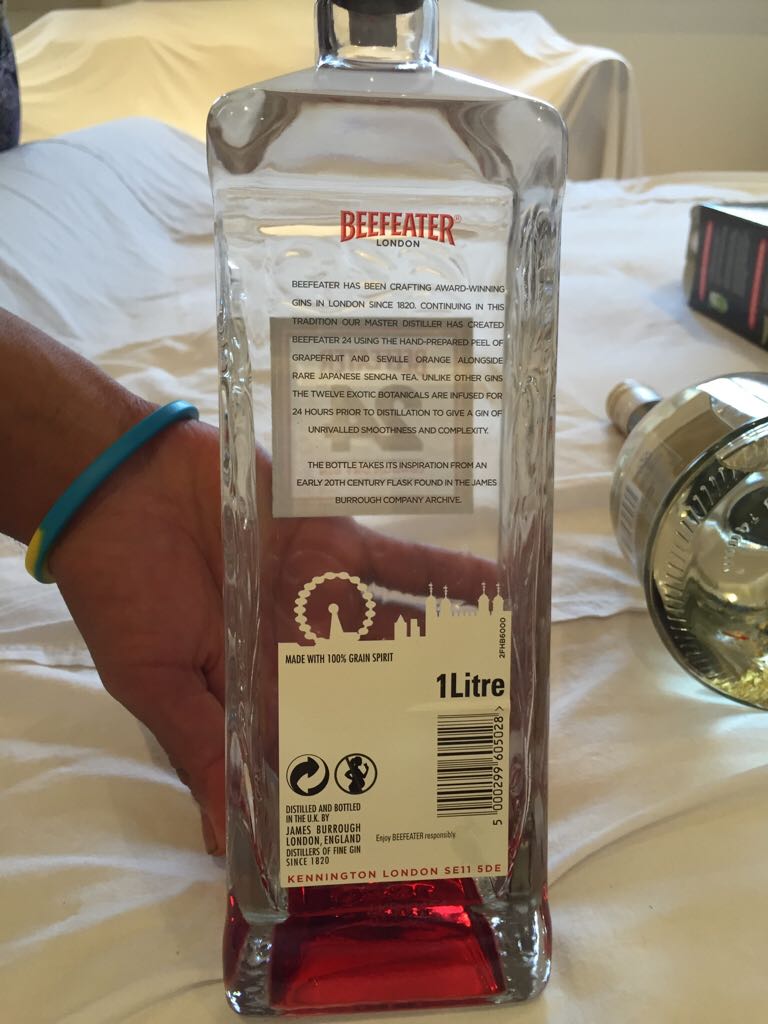 BEEFEATER®
LONDON
BEEFEATER HAS BEEN CRAFTING AWARD-WINNING
GINS IN LONDON SINCE 1820. CONTINUING IN THIS
TRADITION OUR MASTER DISTILLER HAS CREATED
BEEFEATER 24 USING THE HAND-PREPARED PEEL OF
GRAPEFRUIT AND SEVILLE ORANGE ALONGSIDE
RARE JAPANESE SENCHA TEA. UNLIKE OTHER GINS
THE TWELVE EXOTIC BOTANICALS ARE INFUSED FOR
24 HOURS PRIOR TO DISTILLATION TO GIVE A GIN OF
UNRIVALLED SMOOTHNESS AND COMPLEXITY.
THE BOTTLE TAKES ITS INSPIRATION FROM AN
EARLY 20TH CENTURY FLASK FOUND IN THE JAMES
BURROUGH COMPANY ARCHIVE.
2FHB6000
MADE WITH 100% GRAIN SPIRIT
1Litre
5 000299 605028 >
DISTILLED AND BOTTLED
IN THE U.K. BY
JAMES BURROUGH
LONDON, ENGLAND
DISTILLERS OF FINE GIN
SINCE 1820
Enjoy BEEFEATER responsibly.
KENNINGTON LONDON SE11 5DE